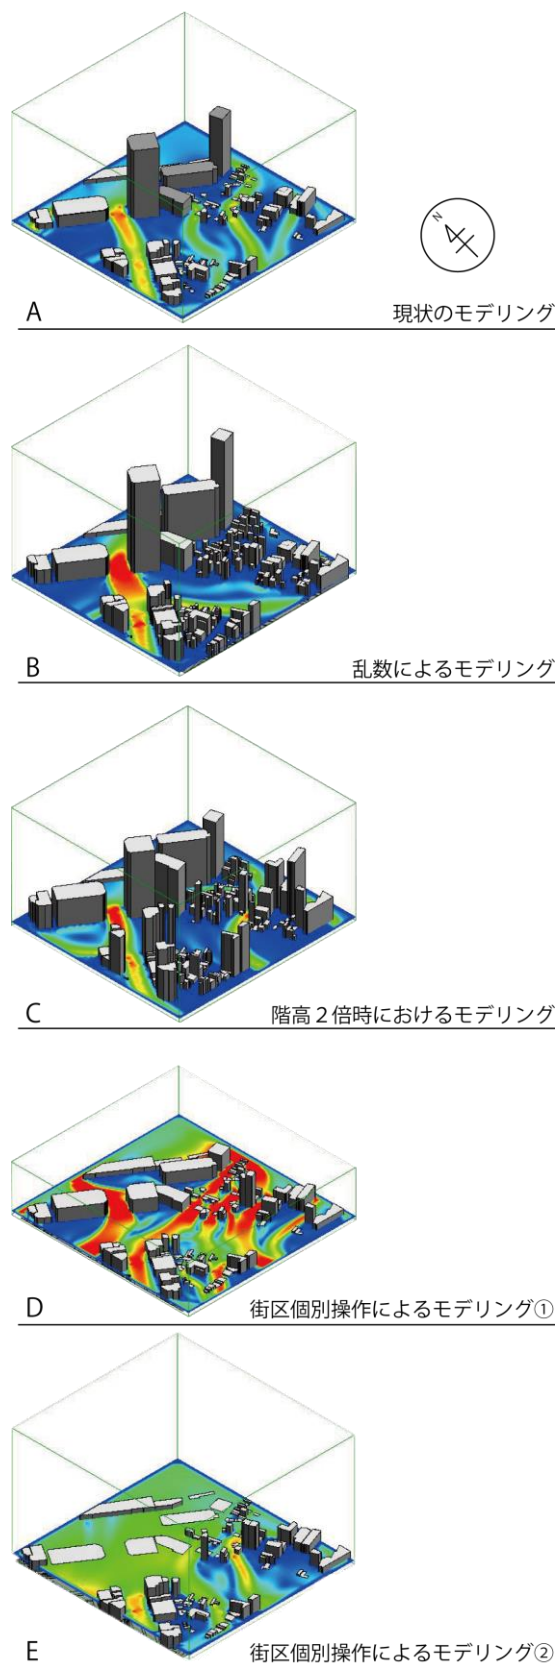 N
A
現状のモデリング
B
乱数によるモデリング
C
階高２倍時におけるモデリング
D
街区個別操作によるモデリング①
E
街区個別操作によるモデリング②